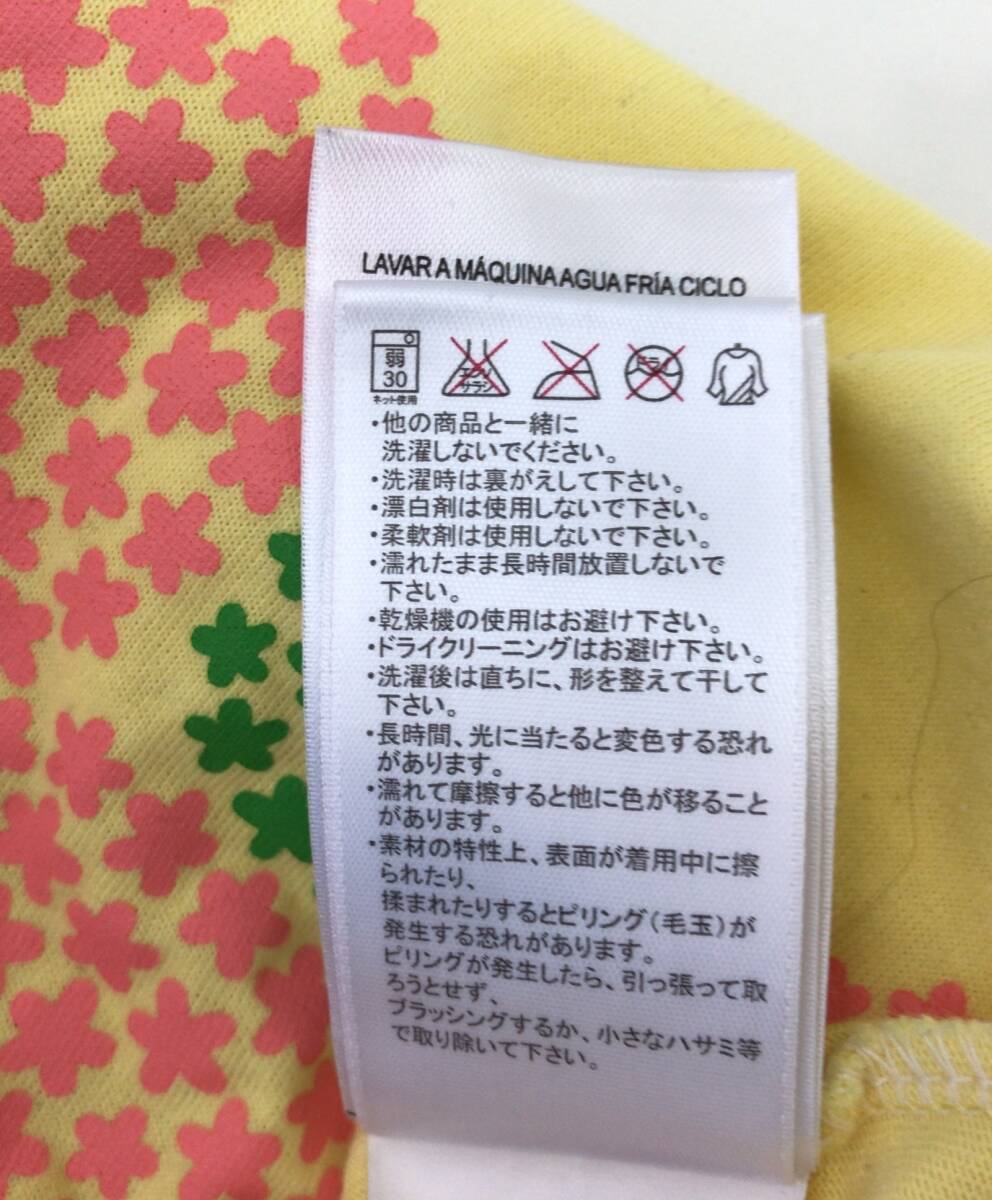 LAVAR A MÁQUINA AGUA FRÍA CICLO
弱
30
ネット使用
エンソ
サラシ
ドライ
・他の商品と一緒に
洗濯しないでください。
・洗濯時は裏がえして下さい。
・漂白剤は使用しないで下さい。
・柔軟剤は使用しないで下さい。
・濡れたまま長時間放置しないで
下さい。
・乾燥機の使用はお避け下さい。
・ドライクリーニングはお避け下さい。
・洗濯後は直ちに、形を整えて干して
下さい。
・長時間、光に当たると変色する恐れ
があります。
・濡れて摩擦すると他に色が移ること
があります。
・素材の特性上、表面が着用中に擦
られたり、
揉まれたりするとピリング(毛玉)が
発生する恐れがあります。
ピリングが発生したら、引っ張って取
ろうとせず、
ブラッシングするか、小さなハサミ等
で取り除いて下さい。